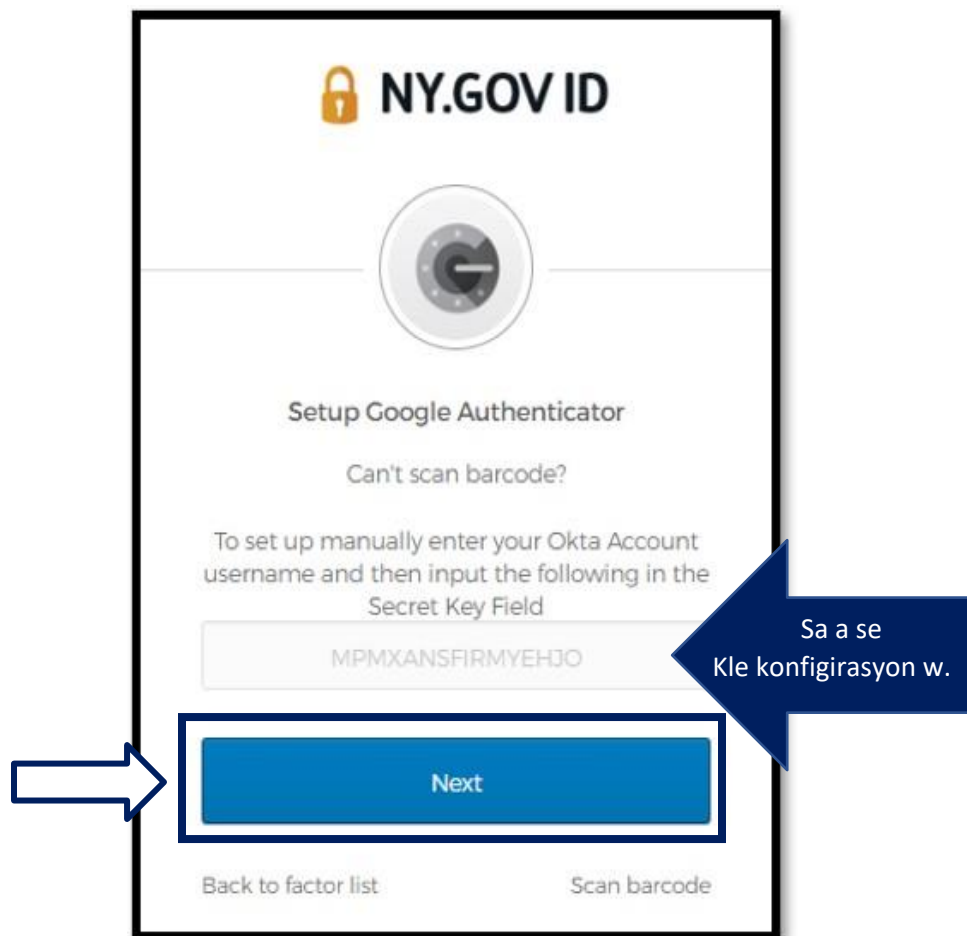 NY.GOV ID
Setup Google Authenticator
Can't scan barcode?
To set up manually enter your Okta Account
username and then input the following in the
Secret Key Field
MPMXANSFIRMYEHJO
Sa a se
Kle konfigirasyon w.
Next
Back to factor list
Scan barcode